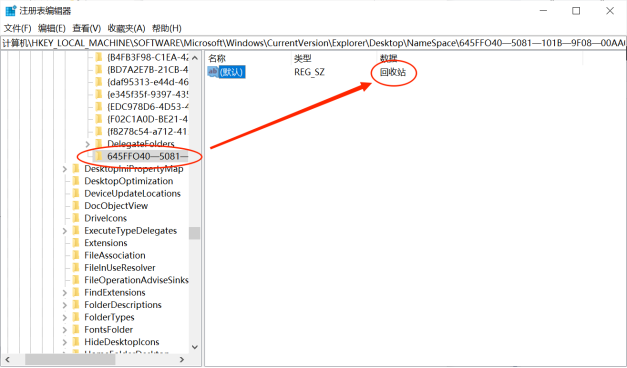 注册表编辑器
文件(F) 编辑(E) 查看(V) 收藏夹(A) 帮助(H)
计算机\HKEY_LOCAL_MACHINE\SOFTWARE\Microsoft\Windows\CurrentVersion\Explorer\Desktop\NameSpace\645FFO40—5081—101B—9F08—00AA0
名称 类型 数据
ab (默认) REG_SZ 回收站
{B4FB3F98-C1EA-42
{BD7A2E7B-21CB-4
{daf95313-e44d-46
{e345f35f-9397-435
{EDC978D6-4D53-4
{F02C1A0D-BE21-4
{f8278c54-a712-41
DelegateFolders
645FFO40—5081—
DesktopIniPropertyMap
DesktopOptimization
DeviceUpdateLocations
DocObjectView
DriveIcons
ExecuteTypeDelegates
Extensions
FileAssociation
FileInUseResolver
FileOperationAdviseSinks
FindExtensions
FolderDescriptions
FolderTypes
FontsFolder
HideDesktopIcons
HomeFolderDesktop